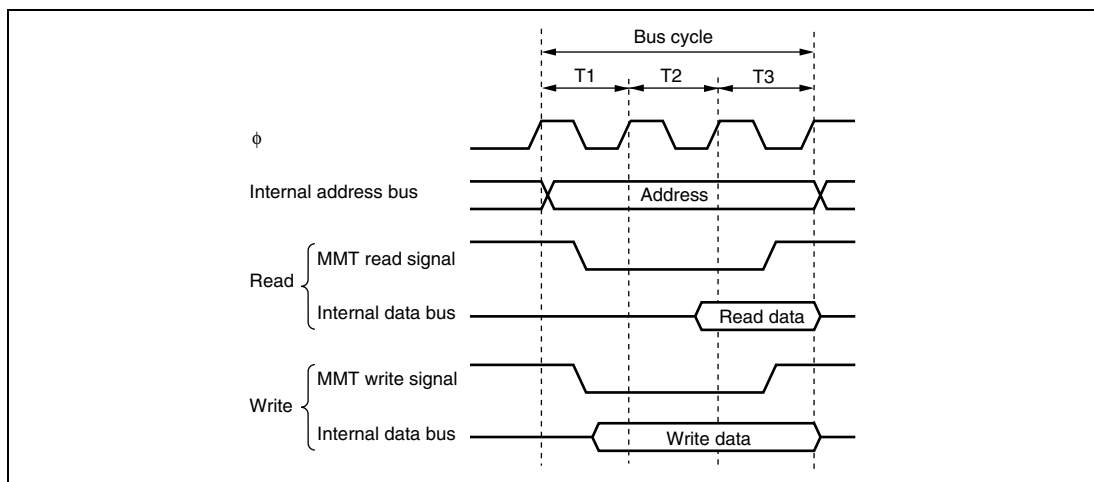 Bus cycle
T1 T2 T3
ϕ
Internal address bus Address
MMT read signal
Read
Internal data bus Read data
MMT write signal
Write
Internal data bus Write data